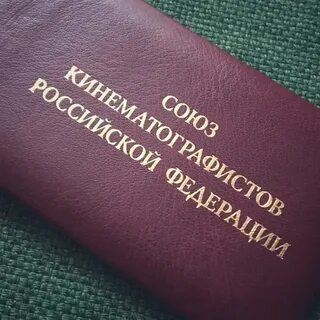 СОЮЗ
КИНЕМАТОГРАФИСТОВ
РОССИЙСКОЙ ФЕДЕРАЦИИ